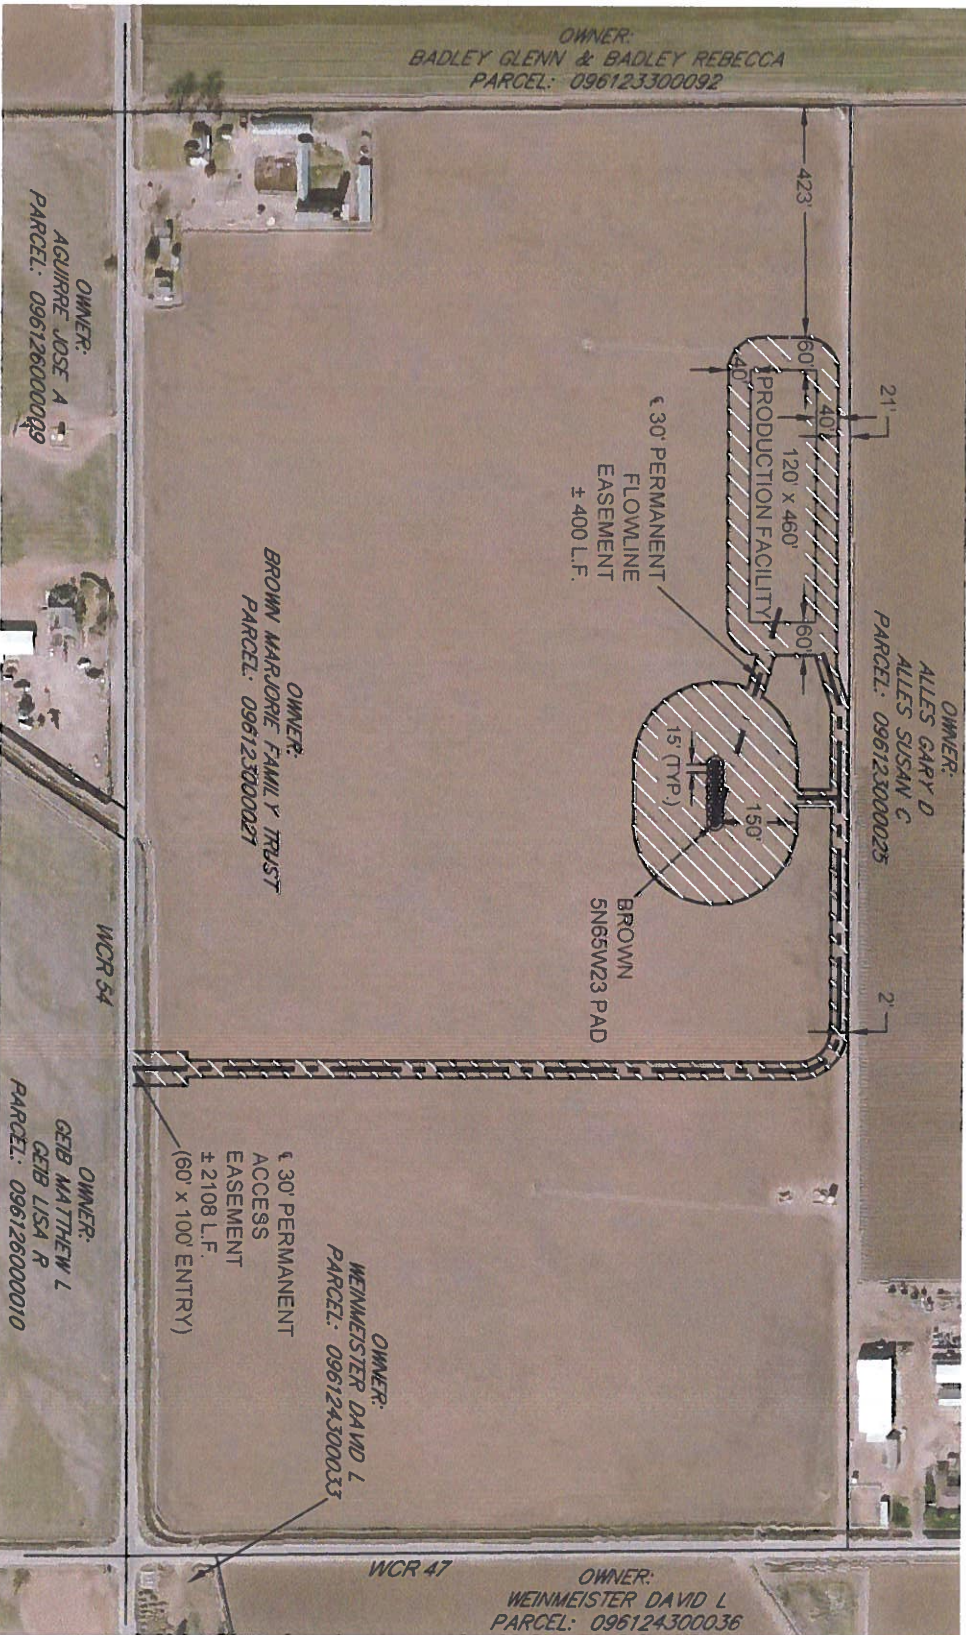 OWNER:
BADLEY GLENN & BADLEY REBECCA
PARCEL: 096123300092
OWNER:
ALLES GARY D
ALLES SUSAN C
PARCEL: 096123000025
423'
21'
2'
60'
40'
40'
120' x 460'
PRODUCTION FACILITY
60'
℄ 30' PERMANENT
FLOWLINE
EASEMENT
± 400 L.F.
15' (TYP.)
150'
BROWN
5N65W23 PAD
OWNER:
BROWN MARJORIE FAMILY TRUST
PARCEL: 096123000027
℄ 30' PERMANENT
ACCESS
EASEMENT
± 2108 L.F.
(60' x 100' ENTRY)
OWNER:
WEINMEISTER DAVID L
PARCEL: 096124300033
OWNER:
AGUIRRE JOSE A
PARCEL: 096126000009
WCR 54
OWNER:
GEIB MATTHEW L
GEIB LISA R
PARCEL: 096126000010
WCR 47
OWNER:
WEINMEISTER DAVID L
PARCEL: 096124300036